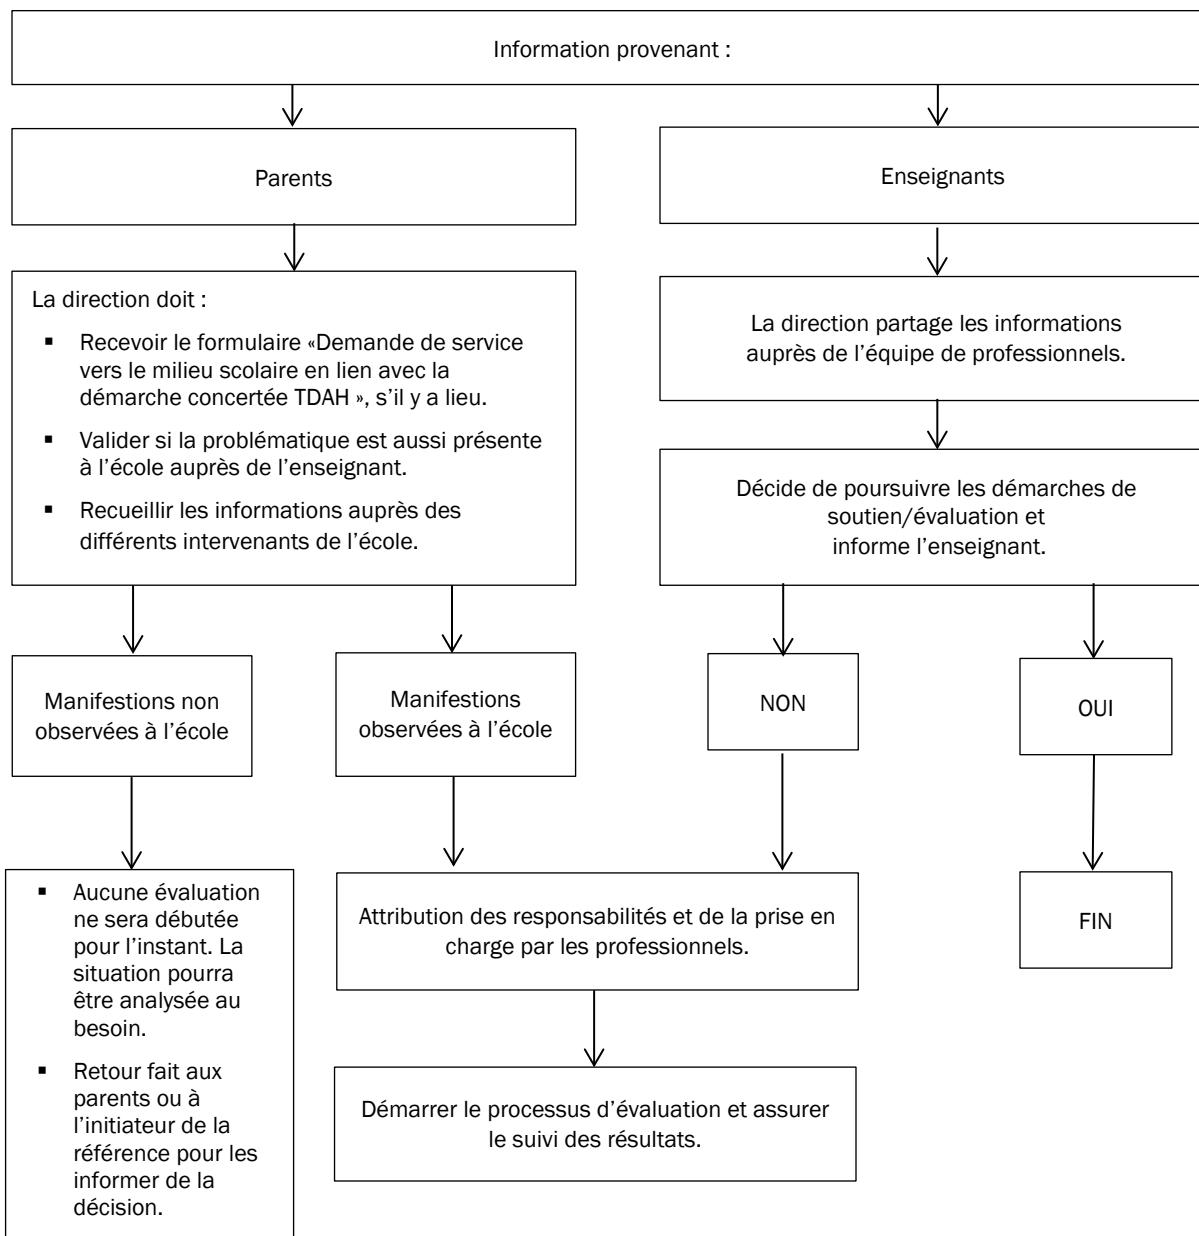 Information provenant :
Parents
Enseignants
La direction doit :
▪ Recevoir le formulaire «Demande de service
vers le milieu scolaire en lien avec la
démarche concertée TDAH », s’il y a lieu.
▪ Valider si la problématique est aussi présente
à l’école auprès de l’enseignant.
▪ Recueillir les informations auprès des
différents intervenants de l’école.
La direction partage les informations
auprès de l’équipe de professionnels.
Décide de poursuivre les démarches de
soutien/évaluation et
informe l’enseignant.
Manifestions non
observées à l’école
Manifestions
observées à l’école
NON
OUI
▪ Aucune évaluation
ne sera débutée
pour l’instant. La
situation pourra
être analysée au
besoin.
▪ Retour fait aux
parents ou à
l’initiateur de la
référence pour les
informer de la
décision.
Attribution des responsabilités et de la prise en
charge par les professionnels.
FIN
Démarrer le processus d’évaluation et assurer
le suivi des résultats.